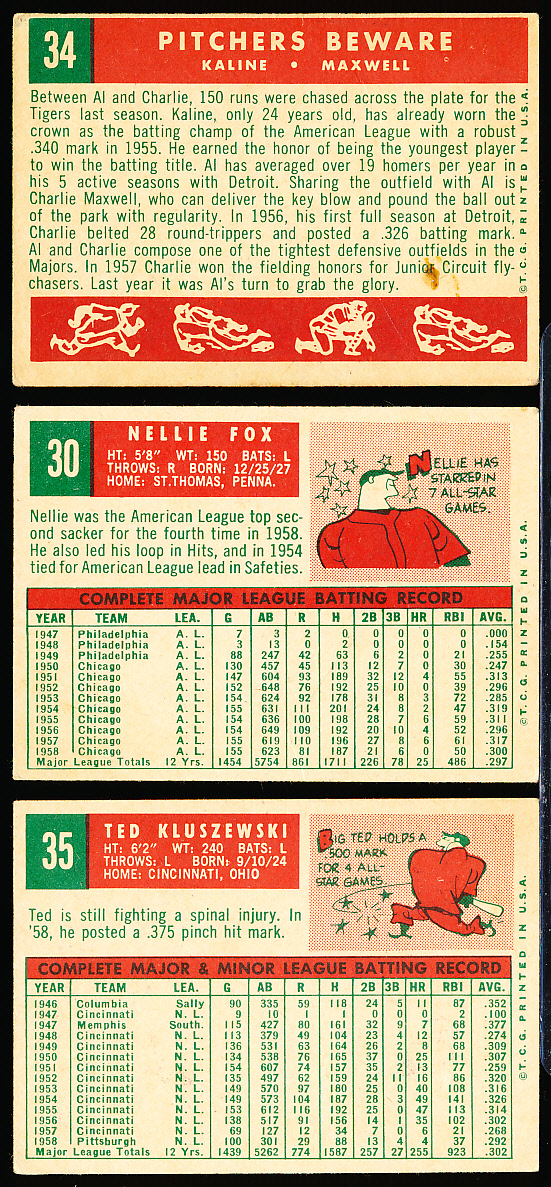 34
PITCHERS BEWARE
KALINE • MAXWELL
Between Al and Charlie, 150 runs were chased across the plate for the
Tigers last season. Kaline, only 24 years old, has already worn the
crown as the batting champ of the American League with a robust
.340 mark in 1955. He earned the honor of being the youngest player
to win the batting title. Al has averaged over 19 homers per year in
his 5 active seasons with Detroit. Sharing the outfield with Al is
Charlie Maxwell, who can deliver the key blow and pound the ball out
of the park with regularity. In 1956, his first full season at Detroit,
Charlie belted 28 round-trippers and posted a .326 batting mark.
Al and Charlie compose one of the tightest defensive outfields in the
Majors. In 1957 Charlie won the fielding honors for Junior Circuit fly-
chasers. Last year it was Al's turn to grab the glory.
©T.C.G. PRINTED IN U.S.A.
30
NELLIE FOX
HT: 5'8" WT: 150 BATS: L
THROWS: R BORN: 12/25/27
HOME: ST.THOMAS, PENNA.
NELLIE HAS
STARRED IN
7 ALL-STAR
GAMES.
Nellie was the American League top sec-
ond sacker for the fourth time in 1958.
He also led his loop in Hits, and in 1954
tied for American League lead in Safeties.
COMPLETE MAJOR LEAGUE BATTING RECORD
YEAR TEAM LEA. G AB R H 2B 3B HR RBI AVG.
1947 Philadelphia A. L. 7 3 2 0 0 0 0 0 .000
1948 Philadelphia A. L. 3 13 0 2 0 0 0 0 .154
1949 Philadelphia A. L. 88 247 42 63 6 2 0 21 .255
1950 Chicago A. L. 130 457 45 113 12 7 0 30 .247
1951 Chicago A. L. 147 604 93 189 32 12 4 55 .313
1952 Chicago A. L. 152 648 76 192 25 10 0 39 .296
1953 Chicago A. L. 154 624 92 178 31 8 3 72 .285
1954 Chicago A. L. 155 631 111 201 24 8 2 47 .319
1955 Chicago A. L. 154 636 100 198 28 7 6 59 .311
1956 Chicago A. L. 154 649 109 192 20 10 4 52 .296
1957 Chicago A. L. 155 619 110 196 27 8 6 61 .317
1958 Chicago A. L. 155 623 81 187 21 6 0 50 .300
Major League Totals 12 Yrs. 1454 5754 861 1711 226 78 25 486 .297
©T.C.G. PRINTED IN U.S.A.
35
TED KLUSZEWSKI
HT: 6'2" WT: 240 BATS: L
THROWS: L BORN: 9/10/24
HOME: CINCINNATI, OHIO
BIG TED HOLDS A
.500 MARK
FOR 4 ALL-
STAR GAMES
Ted is still fighting a spinal injury. In
'58, he posted a .375 pinch hit mark.
COMPLETE MAJOR & MINOR LEAGUE BATTING RECORD
YEAR TEAM LEA. G AB R H 2B 3B HR RBI AVG.
1946 Columbia Sally 90 335 59 118 24 5 11 87 .352
1947 Cincinnati N. L. 9 10 1 1 0 0 0 2 .100
1947 Memphis South. 115 427 80 161 32 9 7 68 .377
1948 Cincinnati N. L. 113 379 49 104 23 4 12 57 .274
1949 Cincinnati N. L. 136 531 63 164 26 2 8 68 .309
1950 Cincinnati N. L. 134 538 76 165 37 0 25 111 .307
1951 Cincinnati N. L. 154 607 74 157 35 2 13 77 .259
1952 Cincinnati N. L. 135 497 62 159 24 11 16 86 .320
1953 Cincinnati N. L. 149 570 97 180 25 0 40 108 .316
1954 Cincinnati N. L. 149 573 104 187 28 3 49 141 .326
1955 Cincinnati N. L. 153 612 116 192 25 0 47 113 .314
1956 Cincinnati N. L. 138 517 91 156 14 1 35 102 .302
1957 Cincinnati N. L. 69 127 12 34 7 0 6 21 .268
1958 Pittsburgh N. L. 100 301 29 88 13 4 4 37 .292
Major League Totals 12 Yrs. 1439 5262 774 1587 257 27 255 923 .302
©T.C.G. PRINTED IN U.S.A.